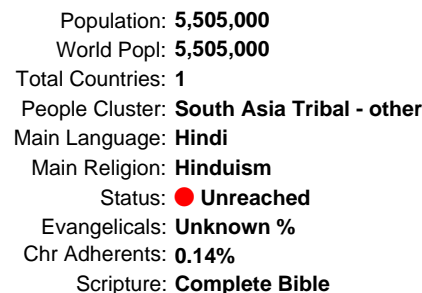 Population: 5,505,000
World Popl: 5,505,000
Total Countries: 1
People Cluster: South Asia Tribal - other
Main Language: Hindi
Main Religion: Hinduism
Status: Unreached
Evangelicals: Unknown %
Chr Adherents: 0.14%
Scripture: Complete Bible